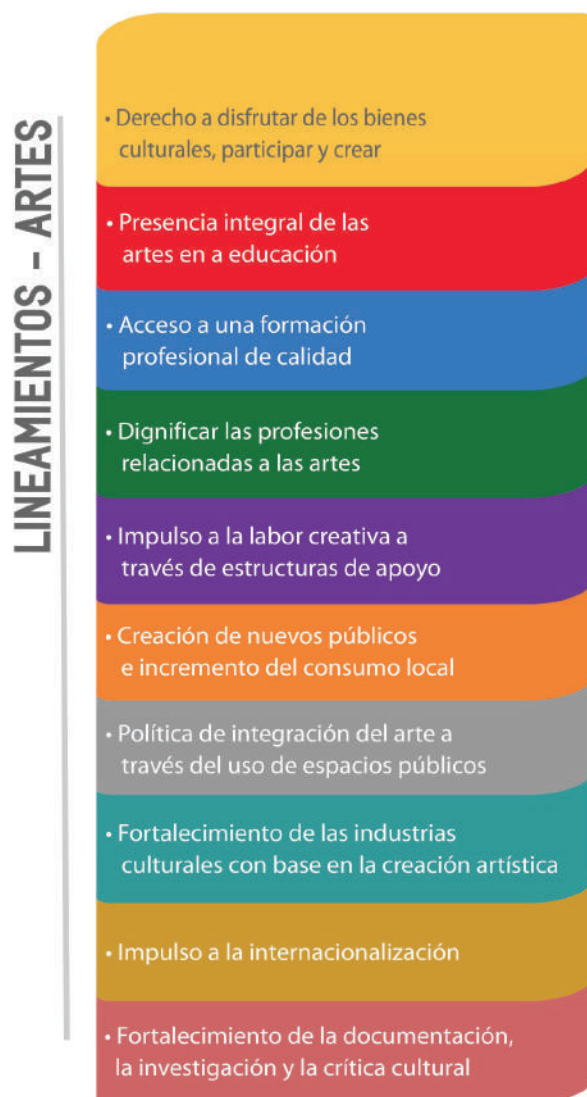 LINEAMIENTOS – ARTES
• Derecho a disfrutar de los bienes
culturales, participar y crear
• Presencia integral de las
artes en a educación
• Acceso a una formación
profesional de calidad
• Dignificar las profesiones
relacionadas a las artes
• Impulso a la labor creativa a
través de estructuras de apoyo
• Creación de nuevos públicos
e incremento del consumo local
• Política de integración del arte a
través del uso de espacios públicos
• Fortalecimiento de las industrias
culturales con base en la creación artística
• Impulso a la internacionalización
• Fortalecimiento de la documentación,
la investigación y la crítica cultural